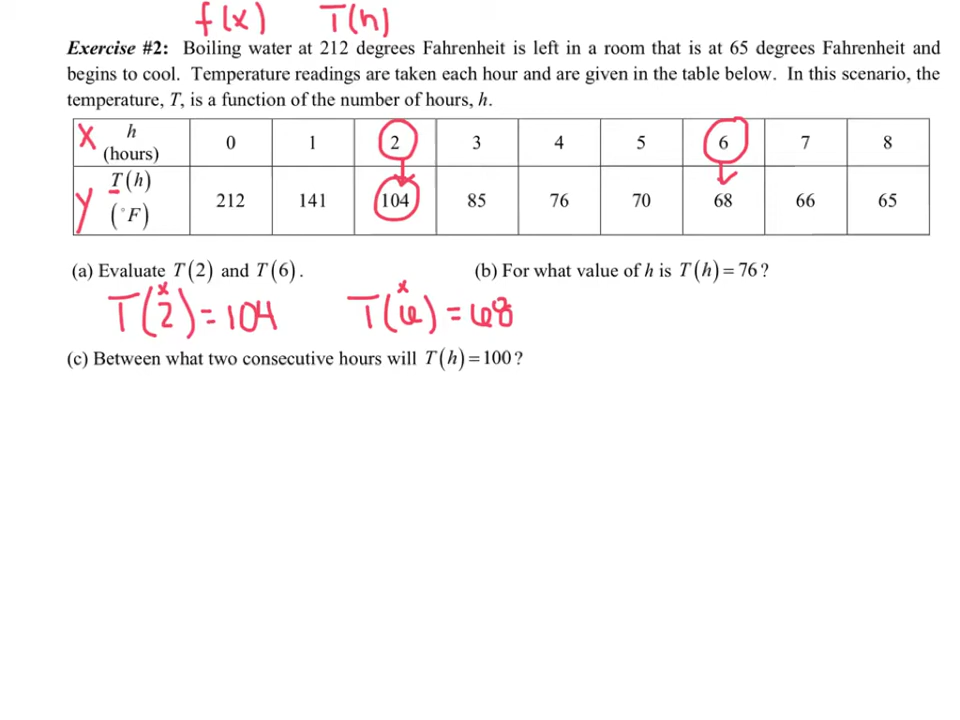 f(x) T(h)
Exercise #2: Boiling water at 212 degrees Fahrenheit is left in a room that is at 65 degrees Fahrenheit and
begins to cool. Temperature readings are taken each hour and are given in the table below. In this scenario, the
temperature, T, is a function of the number of hours, h.
X h (hours) 0 1 2 3 4 5 6 7 8
y T(h) (°F) 212 141 104 85 76 70 68 66 65
(a) Evaluate T(2) and T(6). (b) For what value of h is T(h)=76?
x x
T(2)=104 T(6)=68
(c) Between what two consecutive hours will T(h)=100?